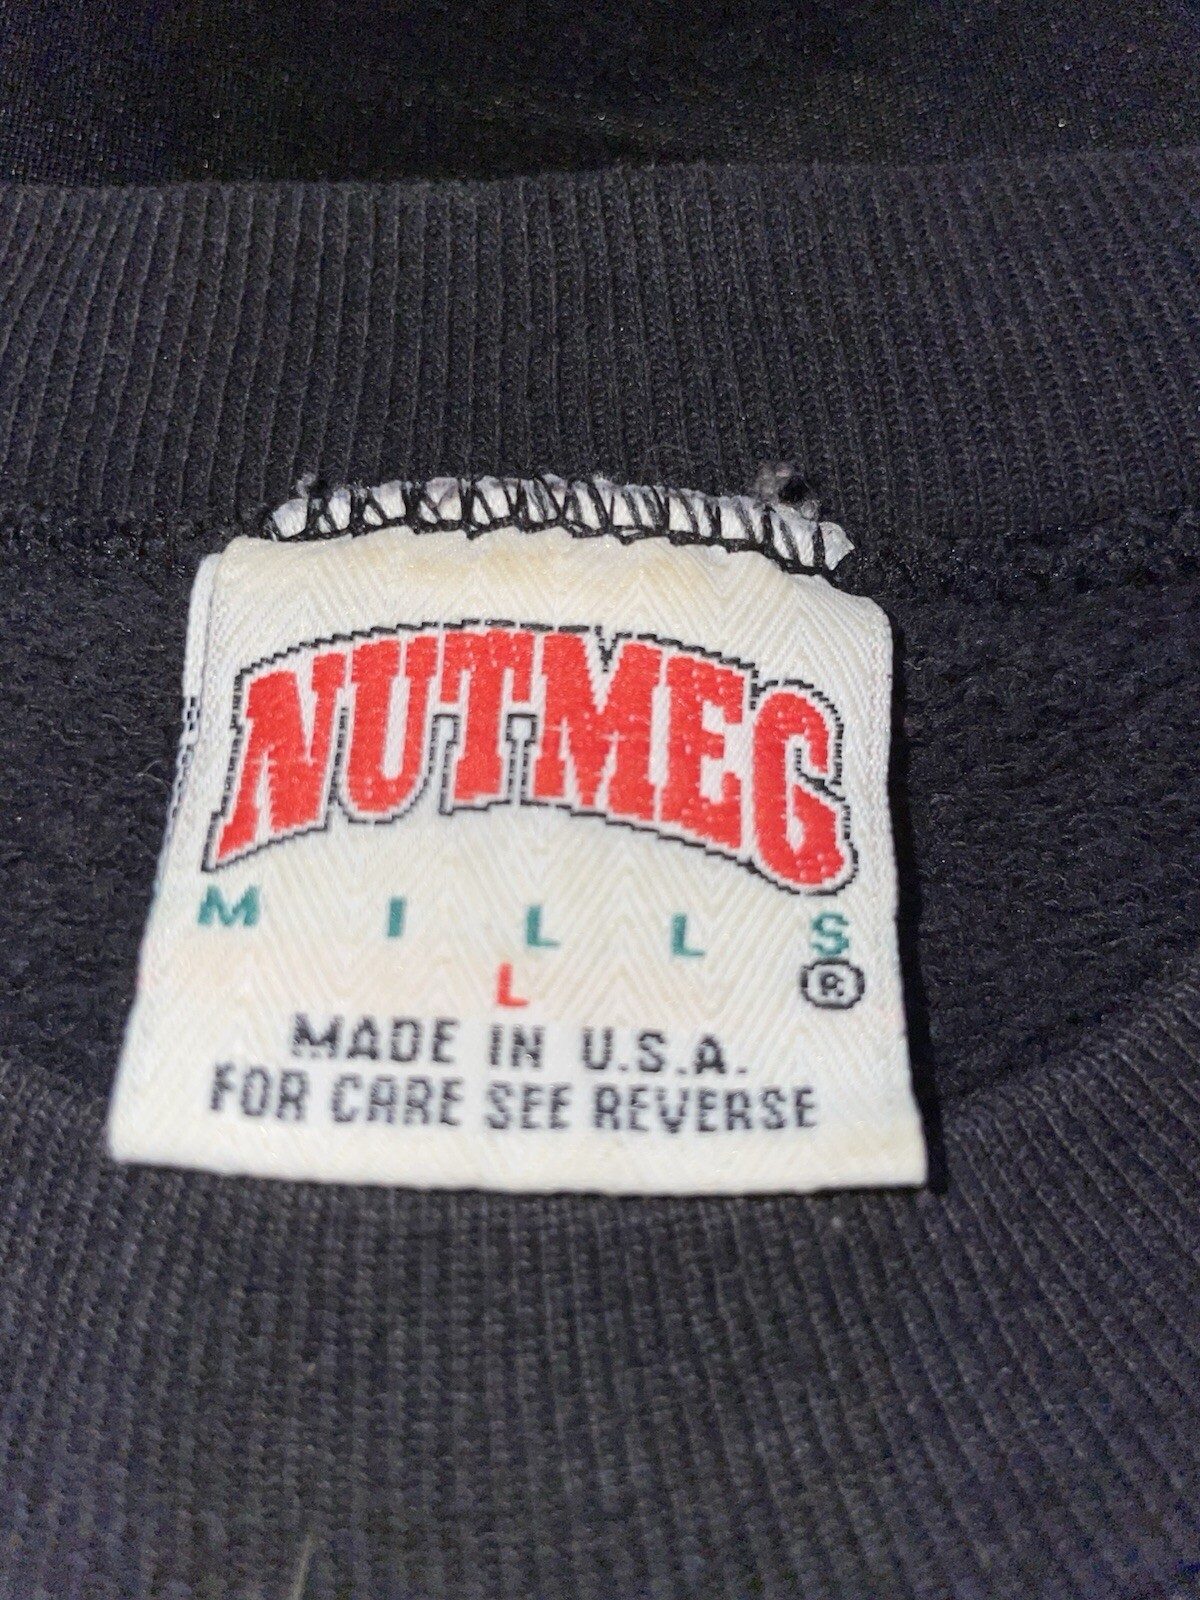 NUTMEG
MILLS
®
L
MADE IN U.S.A.
FOR CARE SEE REVERSE